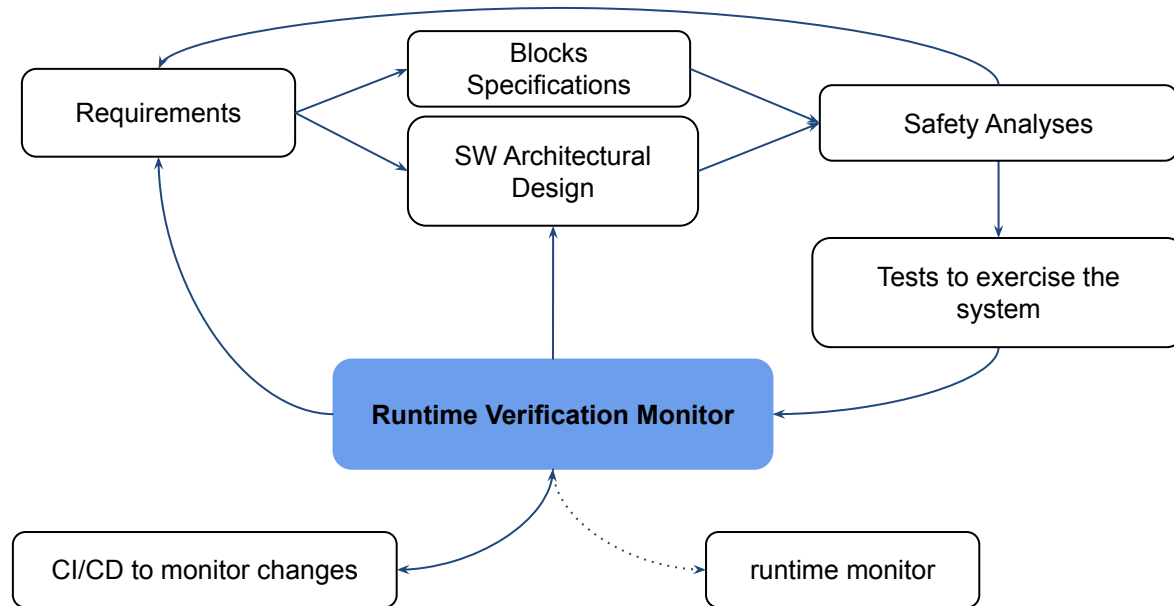 Blocks
Specifications
Requirements
Safety Analyses
SW Architectural
Design
Tests to exercise the
system
Runtime Verification Monitor
CI/CD to monitor changes
runtime monitor